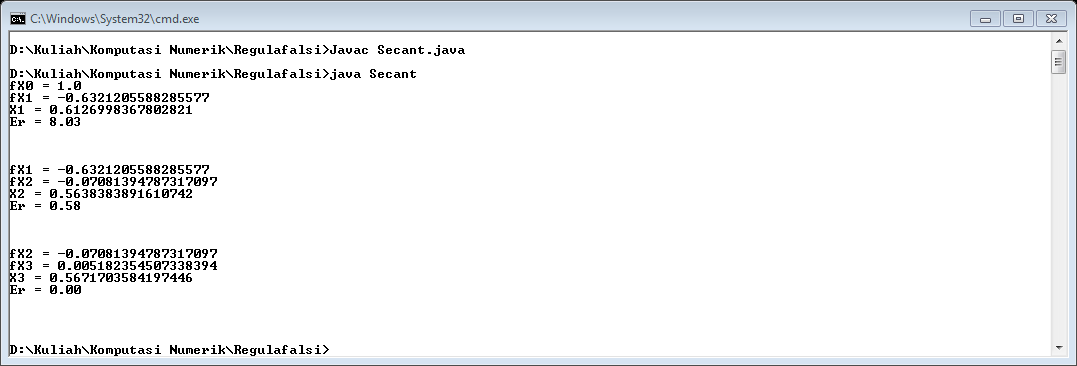 C:\Windows\System32\cmd.exe
D:\Kuliah\Komputasi Numerik\Regulafalsi>Javac Secant.java
D:\Kuliah\Komputasi Numerik\Regulafalsi>java Secant
fX0 = 1.0
fX1 = -0.6321205588285577
X1 = 0.6126998367802821
Er = 8.03
fX1 = -0.6321205588285577
fX2 = -0.07081394787317097
X2 = 0.5638383891610742
Er = 0.58
fX2 = -0.07081394787317097
fX3 = 0.005182354507338394
X3 = 0.5671703584197446
Er = 0.00
D:\Kuliah\Komputasi Numerik\Regulafalsi>